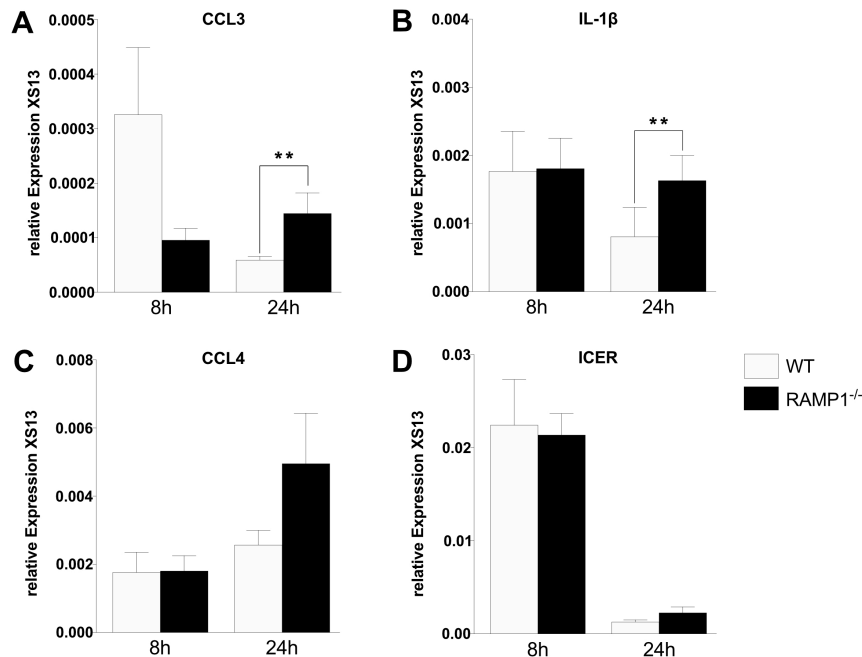 A
CCL3
relative Expression XS13
0.0005
0.0004
0.0003
0.0002
0.0001
0.0000
**
8h
24h
B
IL-1β
relative Expression XS13
0.004
0.003
0.002
0.001
0.000
**
8h
24h
C
CCL4
relative Expression XS13
0.008
0.006
0.004
0.002
0.000
8h
24h
D
ICER
relative Expression XS13
0.03
0.02
0.01
0.00
8h
24h
WT
RAMP1-/-